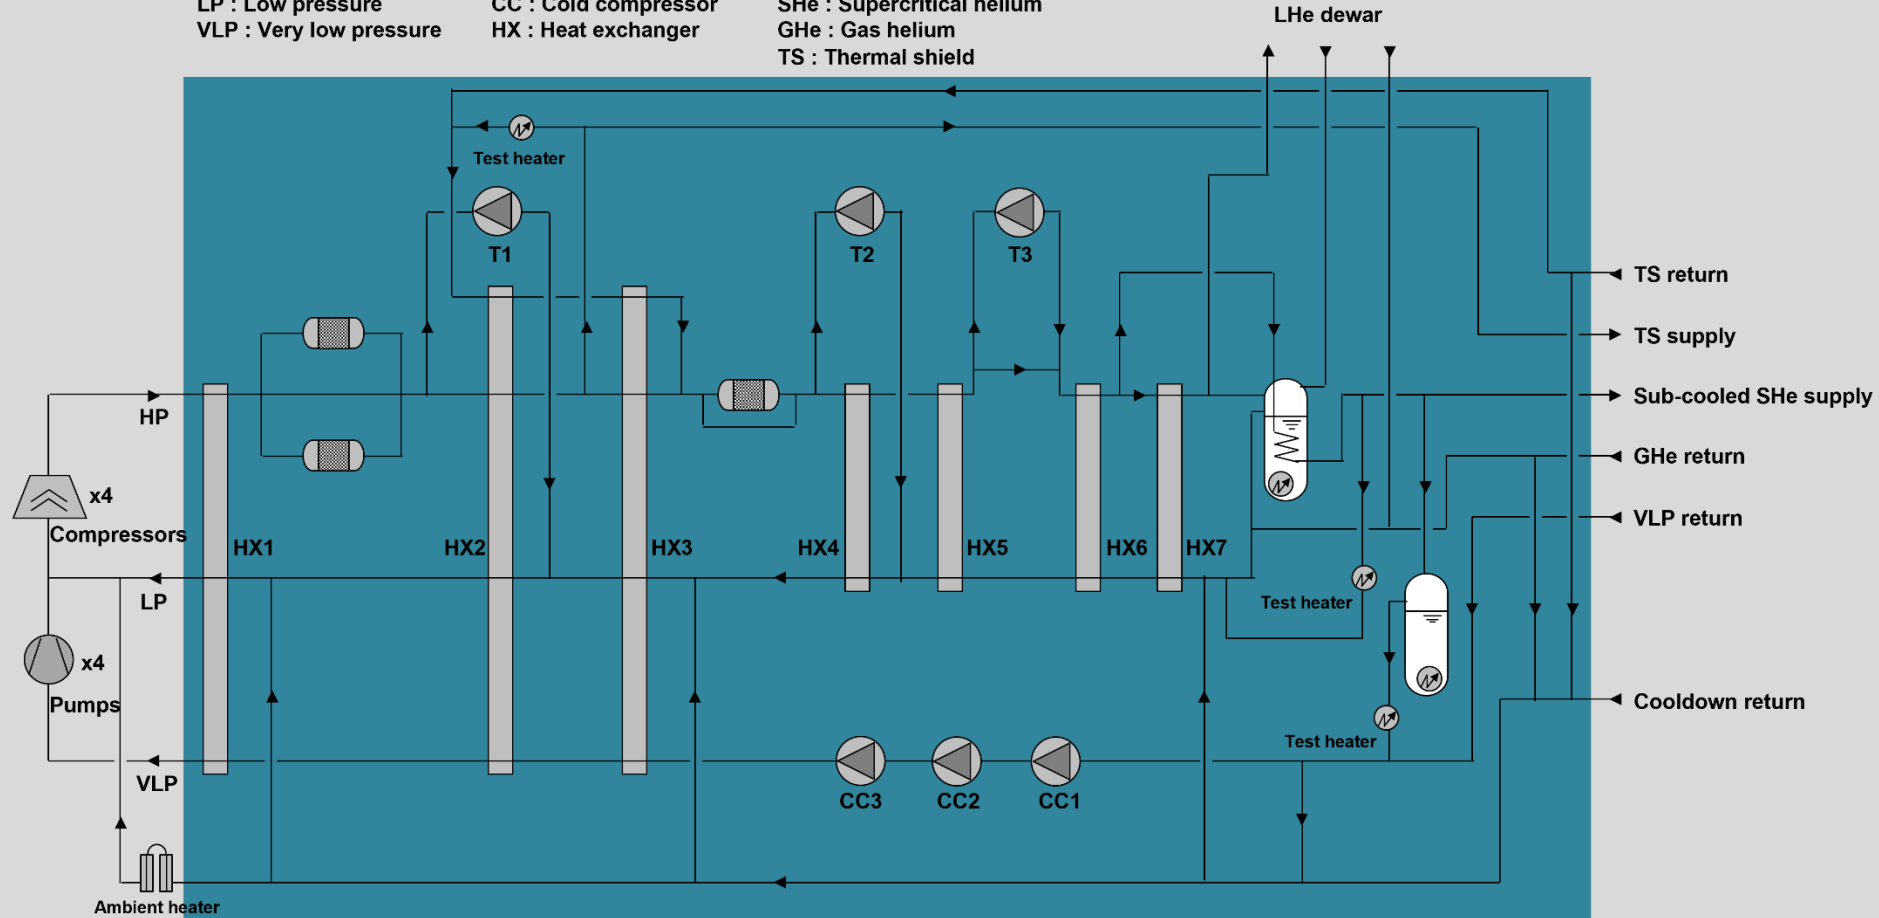 LP : Low pressure
CC : Cold compressor
SHe : Supercritical helium
VLP : Very low pressure
HX : Heat exchanger
GHe : Gas helium
TS : Thermal shield
LHe dewar
Test heater
T1
T2
T3
TS return
TS supply
HP
Sub-cooled SHe supply
GHe return
x4
Compressors
VLP return
HX1
HX2
HX3
HX4
HX5
HX6
HX7
LP
Test heater
x4
Pumps
Cooldown return
Test heater
VLP
CC3
CC2
CC1
Ambient heater